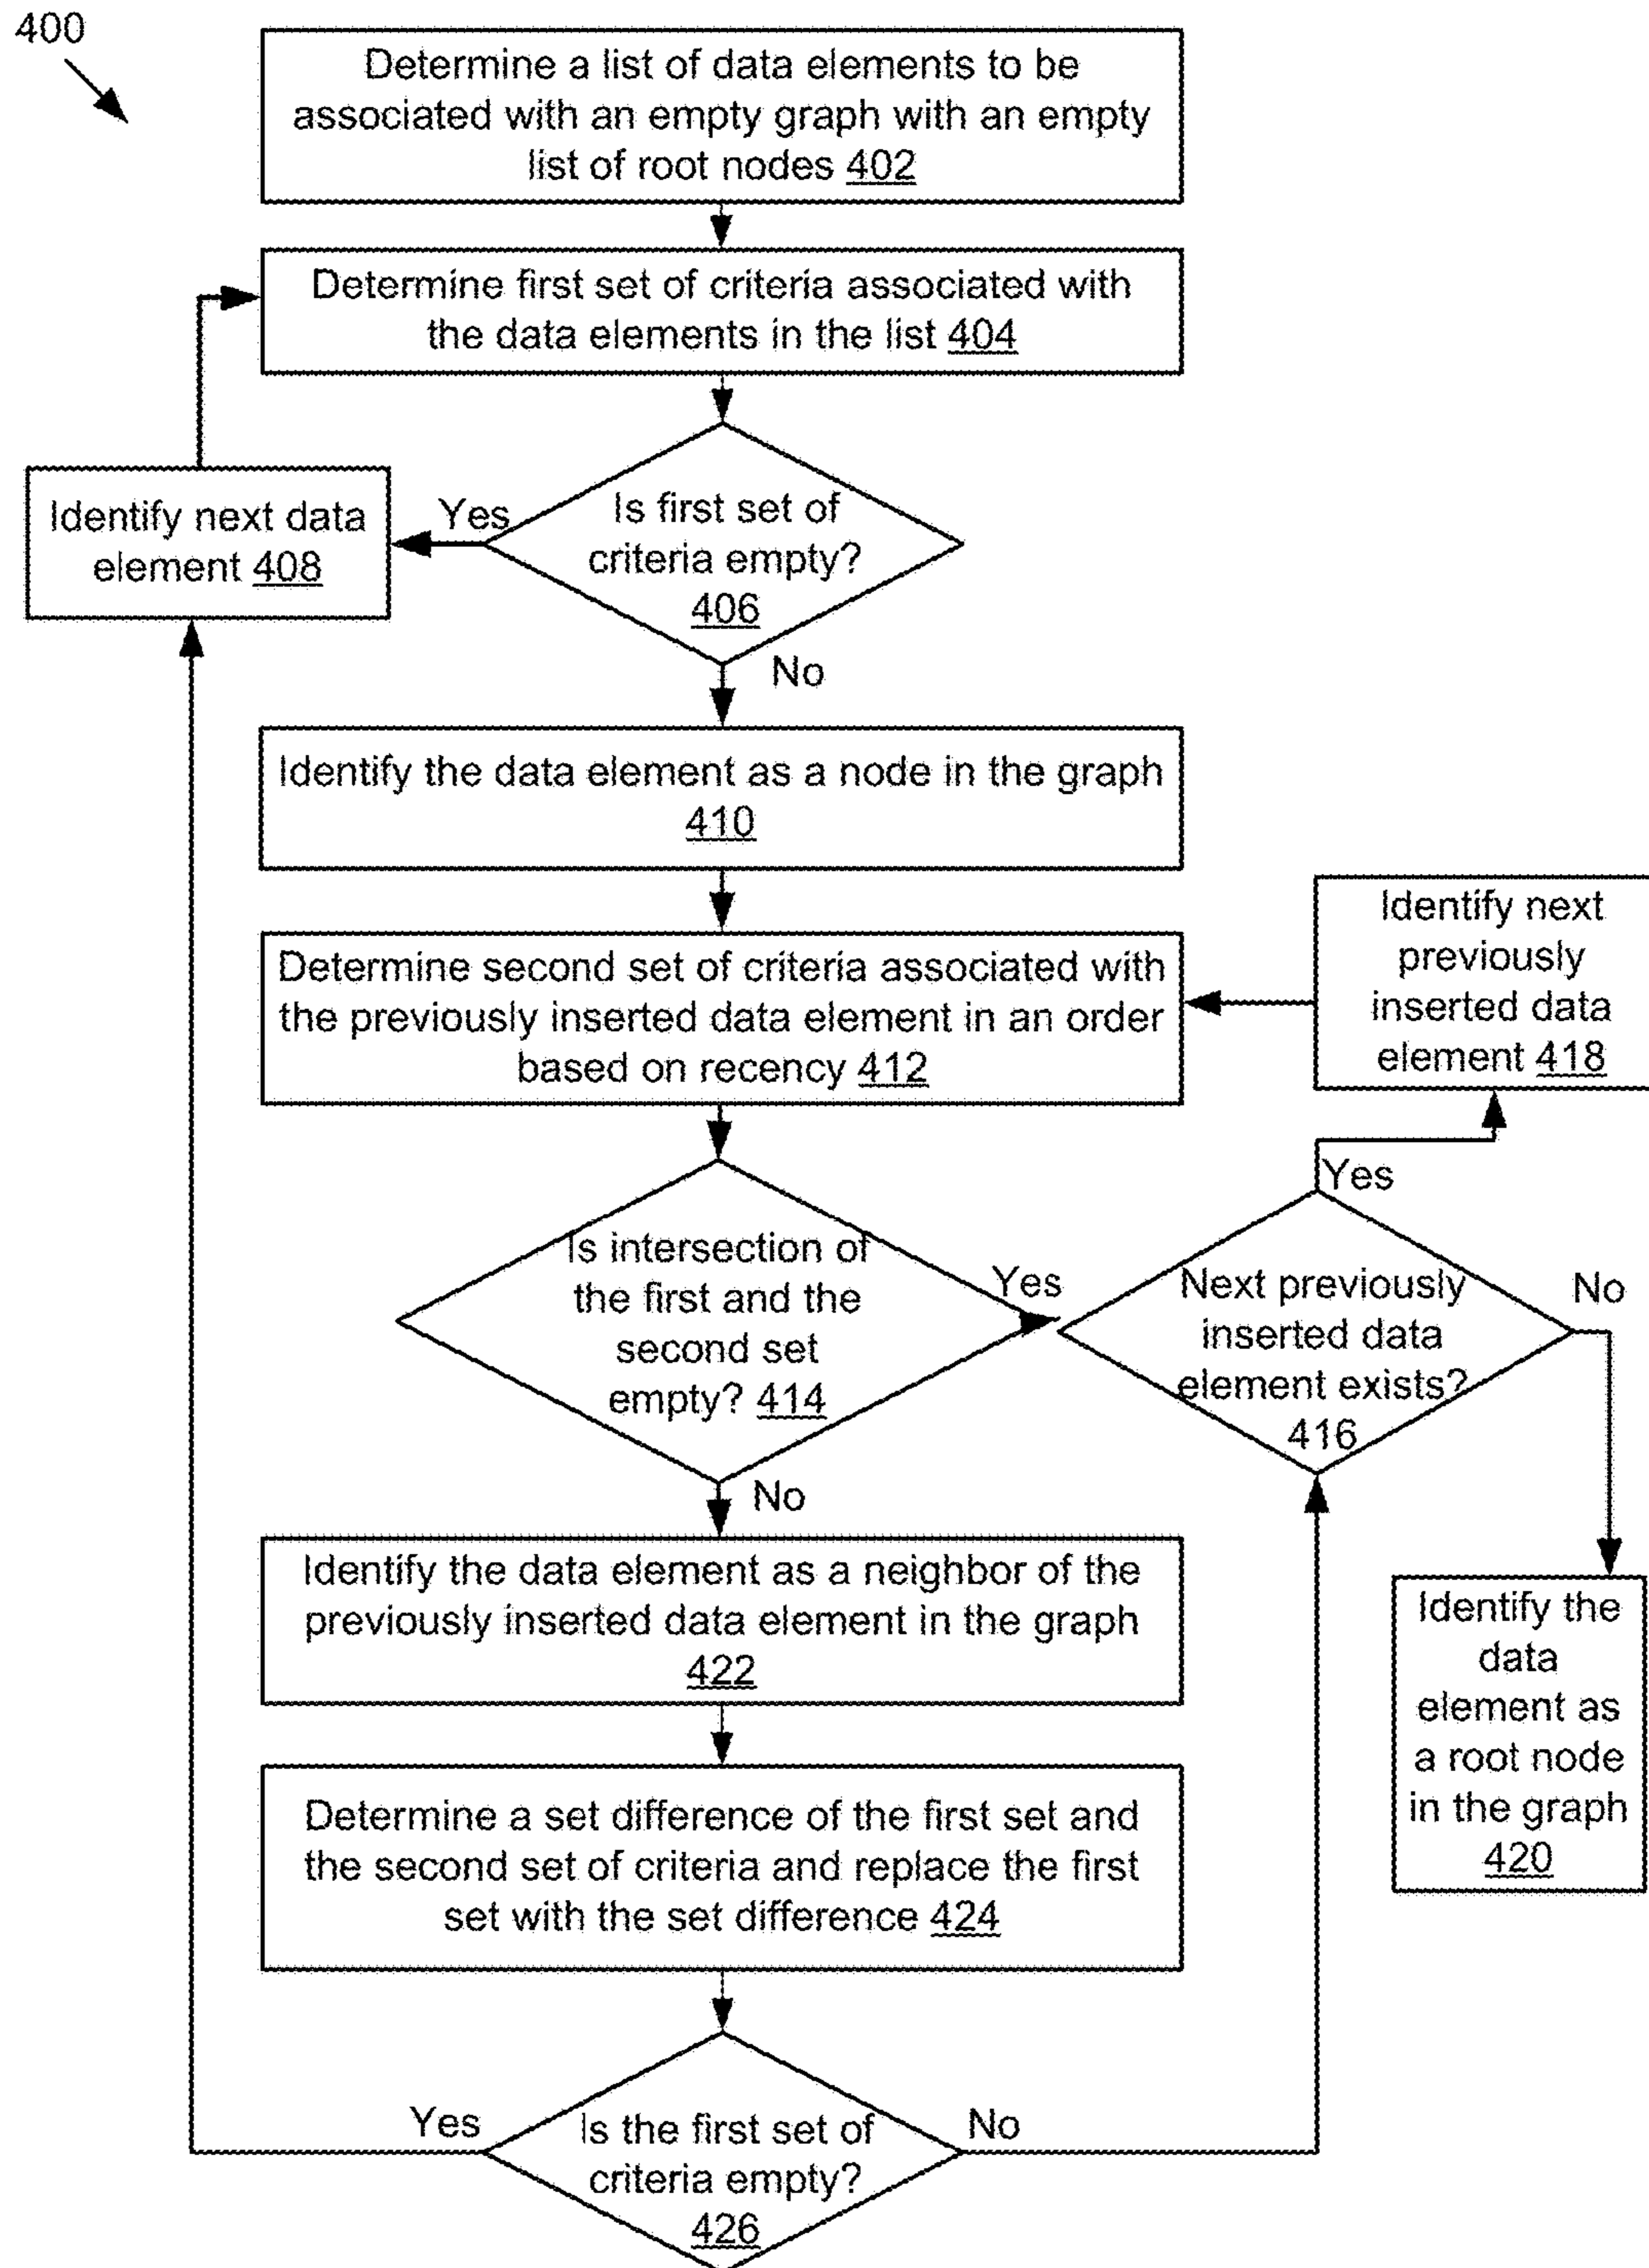 400
Determine a list of data elements to be
associated with an empty graph with an empty
list of root nodes 402
Determine first set of criteria associated with
the data elements in the list 404
Identify next data
element 408
Yes
Is first set of
criteria empty?
406
No
Identify the data element as a node in the graph
410
Determine second set of criteria associated with
the previously inserted data element in an order
based on recency 412
Identify next
previously
inserted data
element 418
Is intersection of
the first and the
second set
empty? 414
Yes
Yes
Next previously
inserted data
element exists?
416
No
No
Identify the data element as a neighbor of the
previously inserted data element in the graph
422
Identify the
data
element as
a root node
in the graph
420
Determine a set difference of the first set and
the second set of criteria and replace the first
set with the set difference 424
Yes
Is the first set of
criteria empty?
426
No